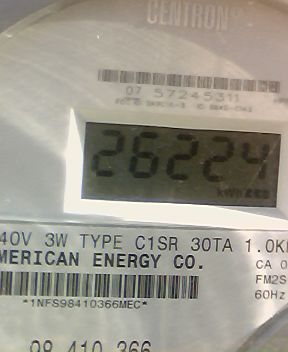 CENTRON
07 57245311
26224
kWh
40V 3W TYPE C1SR 30TA 1.0K
MERICAN ENERGY CO.
CA 0
FM2S
60Hz
*1NFS98410366MEC*
98 410 366